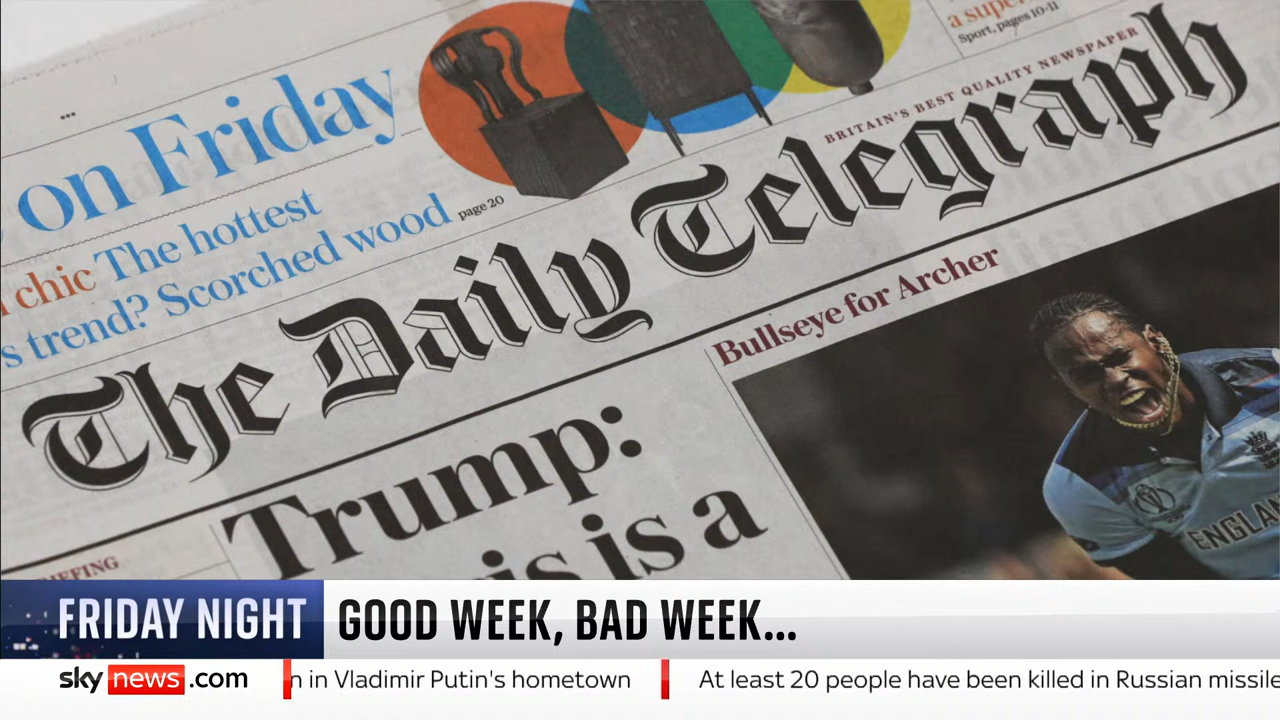 on Friday
chic The hottest
trend? Scorched wood page 20
a super
Sport, pages 10-11
BRITAIN'S BEST QUALITY NEWSPAPER
The Daily Telegraph
Bullseye for Archer
Trump:
is a
ENGLAND
FRIDAY NIGHT GOOD WEEK, BAD WEEK...
sky news.com in Vladimir Putin's hometown At least 20 people have been killed in Russian missile